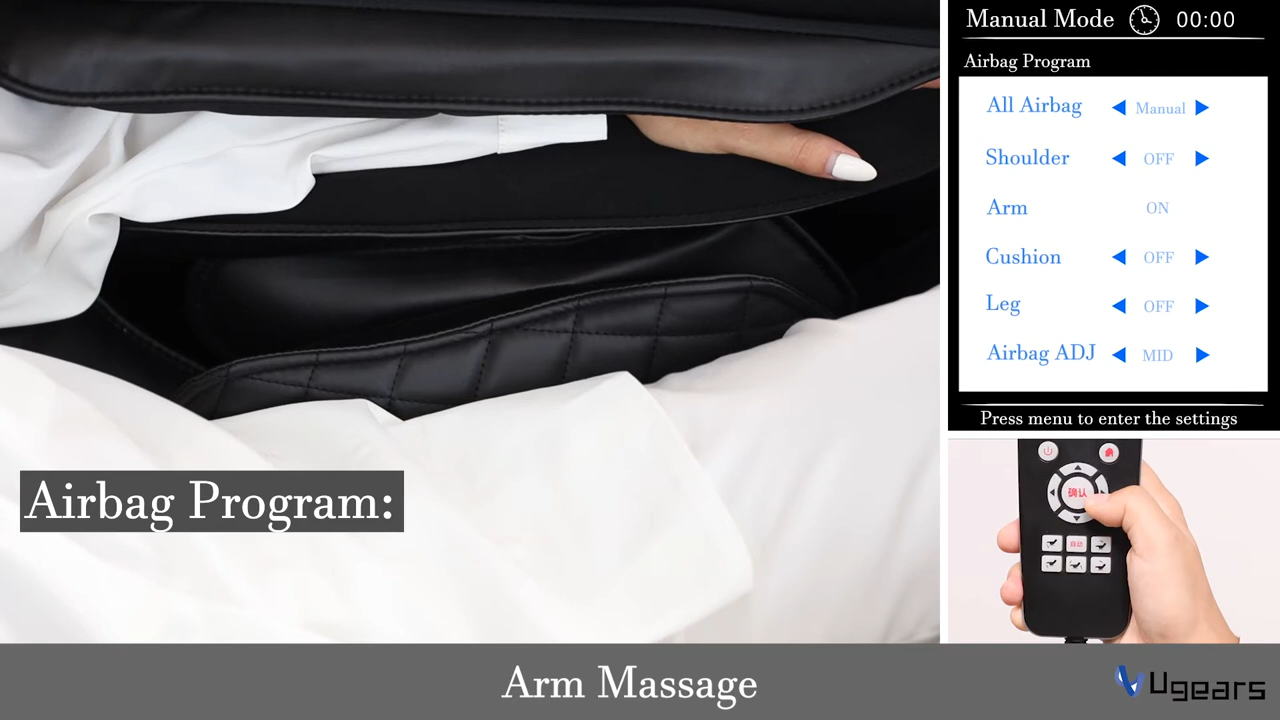 Manual Mode 00:00
Airbag Program
All Airbag Manual
Shoulder OFF
Arm ON
Cushion OFF
Leg OFF
Airbag ADJ MID
Press menu to enter the settings
确认
自动
Airbag Program:
Arm Massage
Ugears